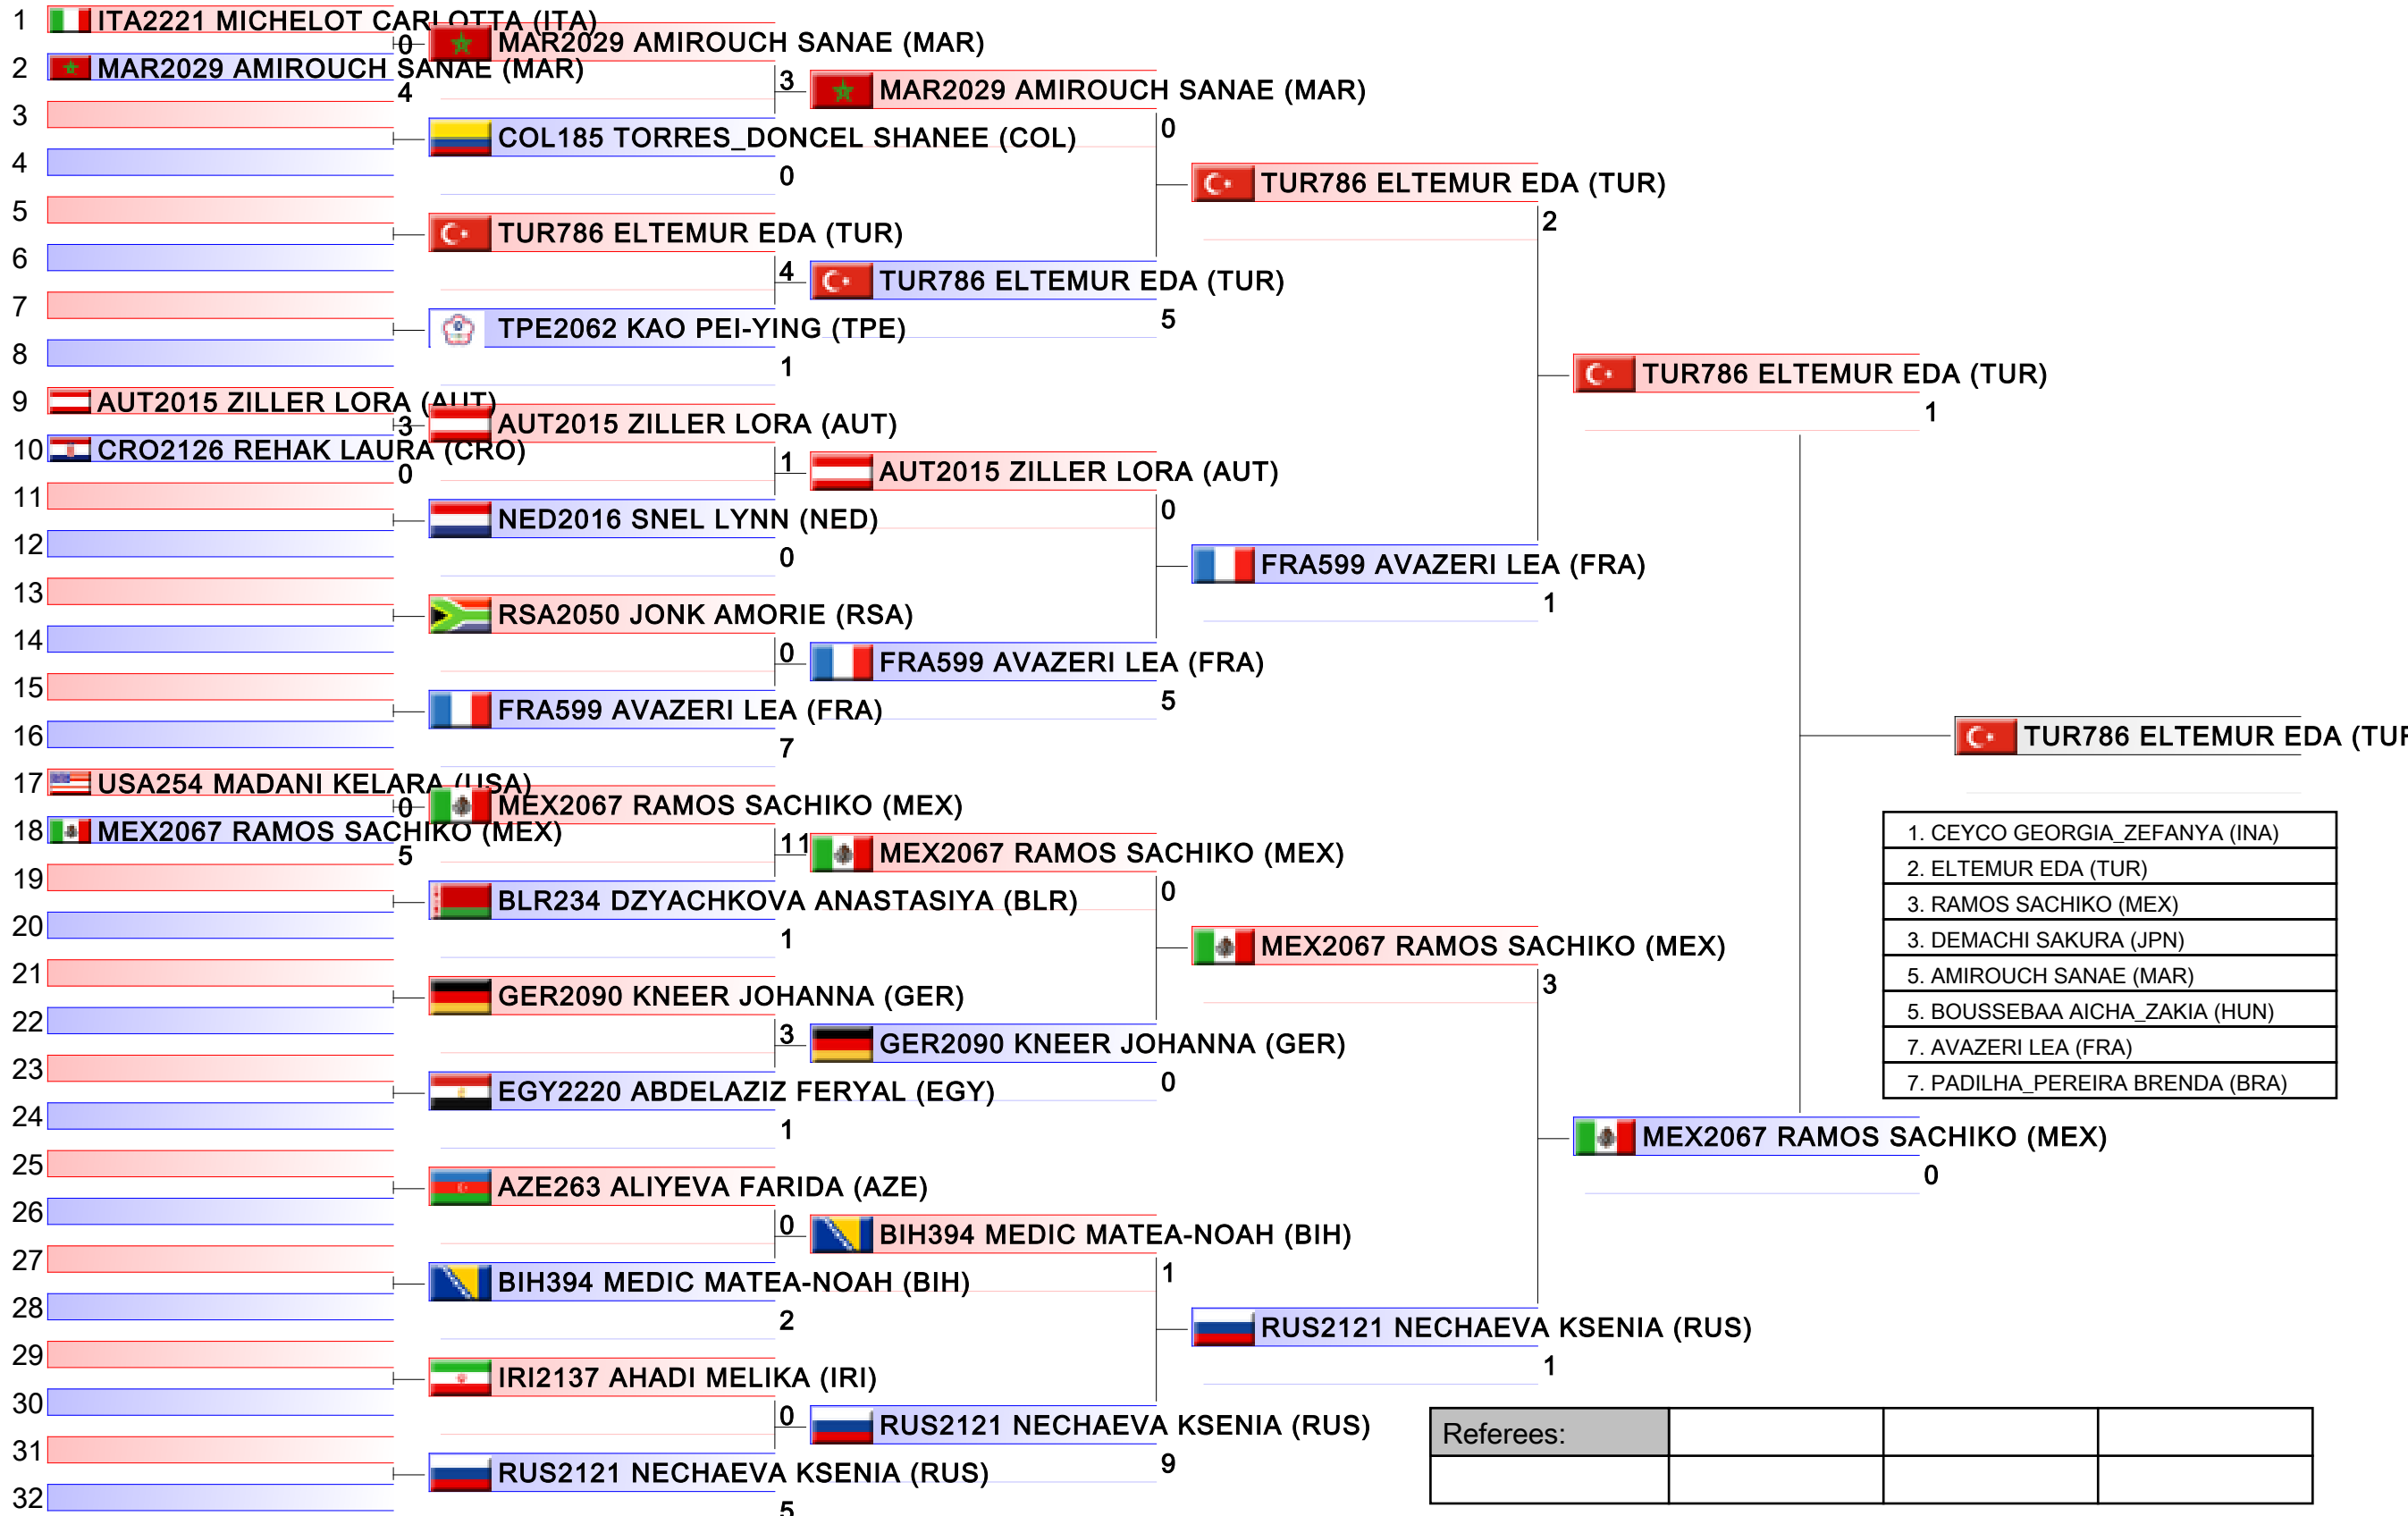 1 ITA2221 MICHELOT CARLOTTA (ITA)
0
MAR2029 AMIROUCH SANAE (MAR)
2 MAR2029 AMIROUCH SANAE (MAR)
4
3
MAR2029 AMIROUCH SANAE (MAR)
3
0
COL185 TORRES_DONCEL SHANEE (COL)
4
0
TUR786 ELTEMUR EDA (TUR)
2
5
TUR786 ELTEMUR EDA (TUR)
6
4
TUR786 ELTEMUR EDA (TUR)
7
5
TPE2062 KAO PEI-YING (TPE)
8
1
TUR786 ELTEMUR EDA (TUR)
1
9 AUT2015 ZILLER LORA (AUT)
3
AUT2015 ZILLER LORA (AUT)
10 CRO2126 REHAK LAURA (CRO)
0
1
AUT2015 ZILLER LORA (AUT)
11
0
NED2016 SNEL LYNN (NED)
12
0
FRA599 AVAZERI LEA (FRA)
1
13
RSA2050 JONK AMORIE (RSA)
14
0
FRA599 AVAZERI LEA (FRA)
15
5
FRA599 AVAZERI LEA (FRA)
16
7
TUR786 ELTEMUR EDA (TUR
17 USA254 MADANI KELARA (USA)
0
MEX2067 RAMOS SACHIKO (MEX)
18 MEX2067 RAMOS SACHIKO (MEX)
5
11
MEX2067 RAMOS SACHIKO (MEX)
19
0
BLR234 DZYACHKOVA ANASTASIYA (BLR)
20
1
MEX2067 RAMOS SACHIKO (MEX)
3
21
GER2090 KNEER JOHANNA (GER)
22
3
GER2090 KNEER JOHANNA (GER)
23
0
EGY2220 ABDELAZIZ FERYAL (EGY)
24
1
MEX2067 RAMOS SACHIKO (MEX)
0
25
AZE263 ALIYEVA FARIDA (AZE)
26
0
BIH394 MEDIC MATEA-NOAH (BIH)
27
1
BIH394 MEDIC MATEA-NOAH (BIH)
28
2
RUS2121 NECHAEVA KSENIA (RUS)
1
29
IRI2137 AHADI MELIKA (IRI)
30
0
RUS2121 NECHAEVA KSENIA (RUS)
31
9
RUS2121 NECHAEVA KSENIA (RUS)
32
5
1. CEYCO GEORGIA_ZEFANYA (INA)
2. ELTEMUR EDA (TUR)
3. RAMOS SACHIKO (MEX)
3. DEMACHI SAKURA (JPN)
5. AMIROUCH SANAE (MAR)
5. BOUSSEBAA AICHA_ZAKIA (HUN)
7. AVAZERI LEA (FRA)
7. PADILHA_PEREIRA BRENDA (BRA)
Referees: